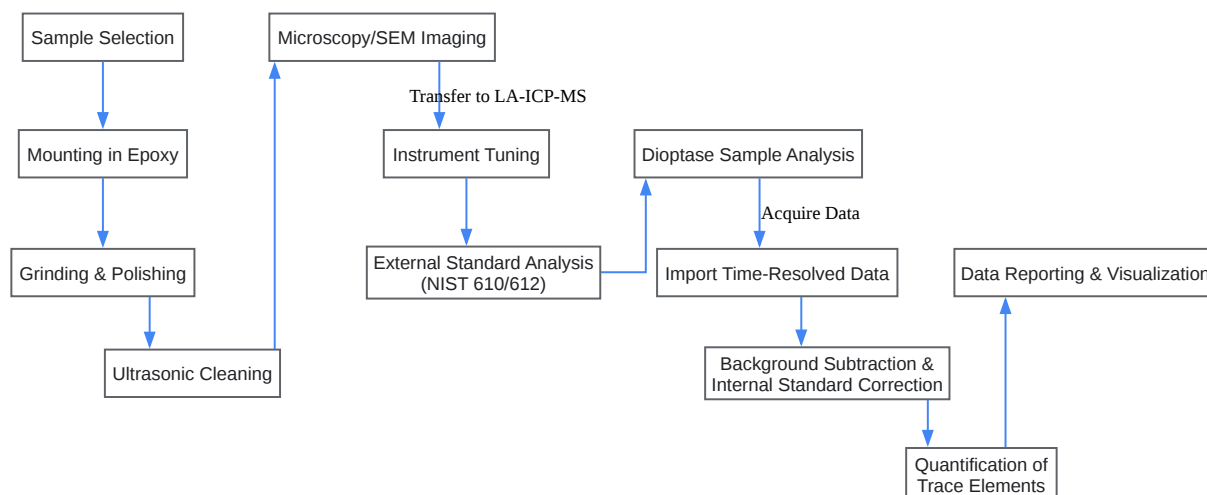 Sample Selection
Mounting in Epoxy
Grinding & Polishing
Ultrasonic Cleaning
Microscopy/SEM Imaging
Transfer to LA-ICP-MS
Instrument Tuning
External Standard Analysis
(NIST 610/612)
Dioptase Sample Analysis
Acquire Data
Import Time-Resolved Data
Background Subtraction &
Internal Standard Correction
Quantification of
Trace Elements
Data Reporting & Visualization